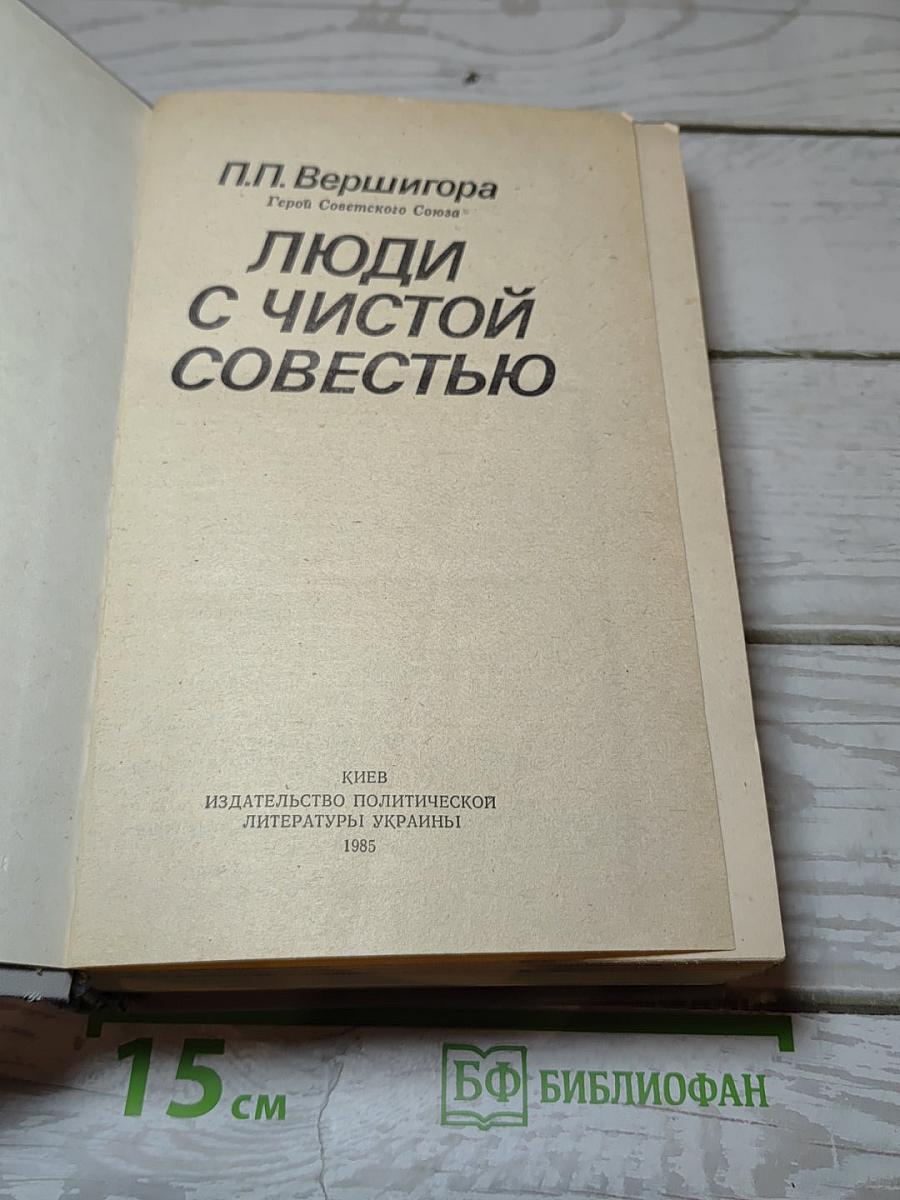 П.П. Вершигора
Герой Советского Союза
ЛЮДИ
С ЧИСТОЙ
СОВЕСТЬЮ
КИЕВ
ИЗДАТЕЛЬСТВО ПОЛИТИЧЕСКОЙ
ЛИТЕРАТУРЫ УКРАИНЫ
1985
15 см
БФ БИБЛИОФАН